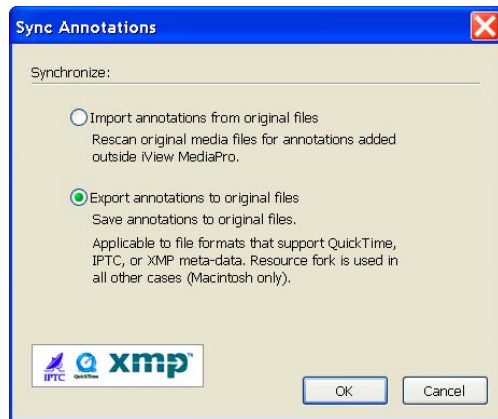 Sync Annotations
Synchronize:
Import annotations from original files
Rescan original media files for annotations added
outside iView MediaPro.
Export annotations to original files
Save annotations to original files.
Applicable to file formats that support QuickTime,
IPTC, or XMP meta-data. Resource fork is used in
all other cases (Macintosh only).
IPTC QuickTime xmp™
OK Cancel